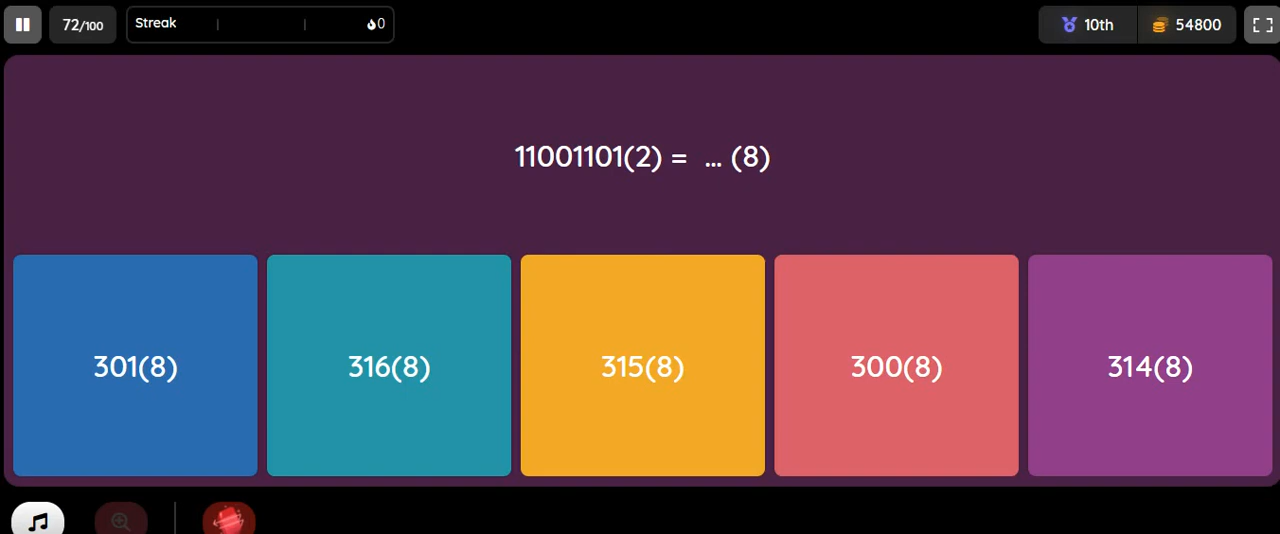 72/100
Streak
0
10th
54800
11001101(2) = ... (8)
301(8)
316(8)
315(8)
300(8)
314(8)